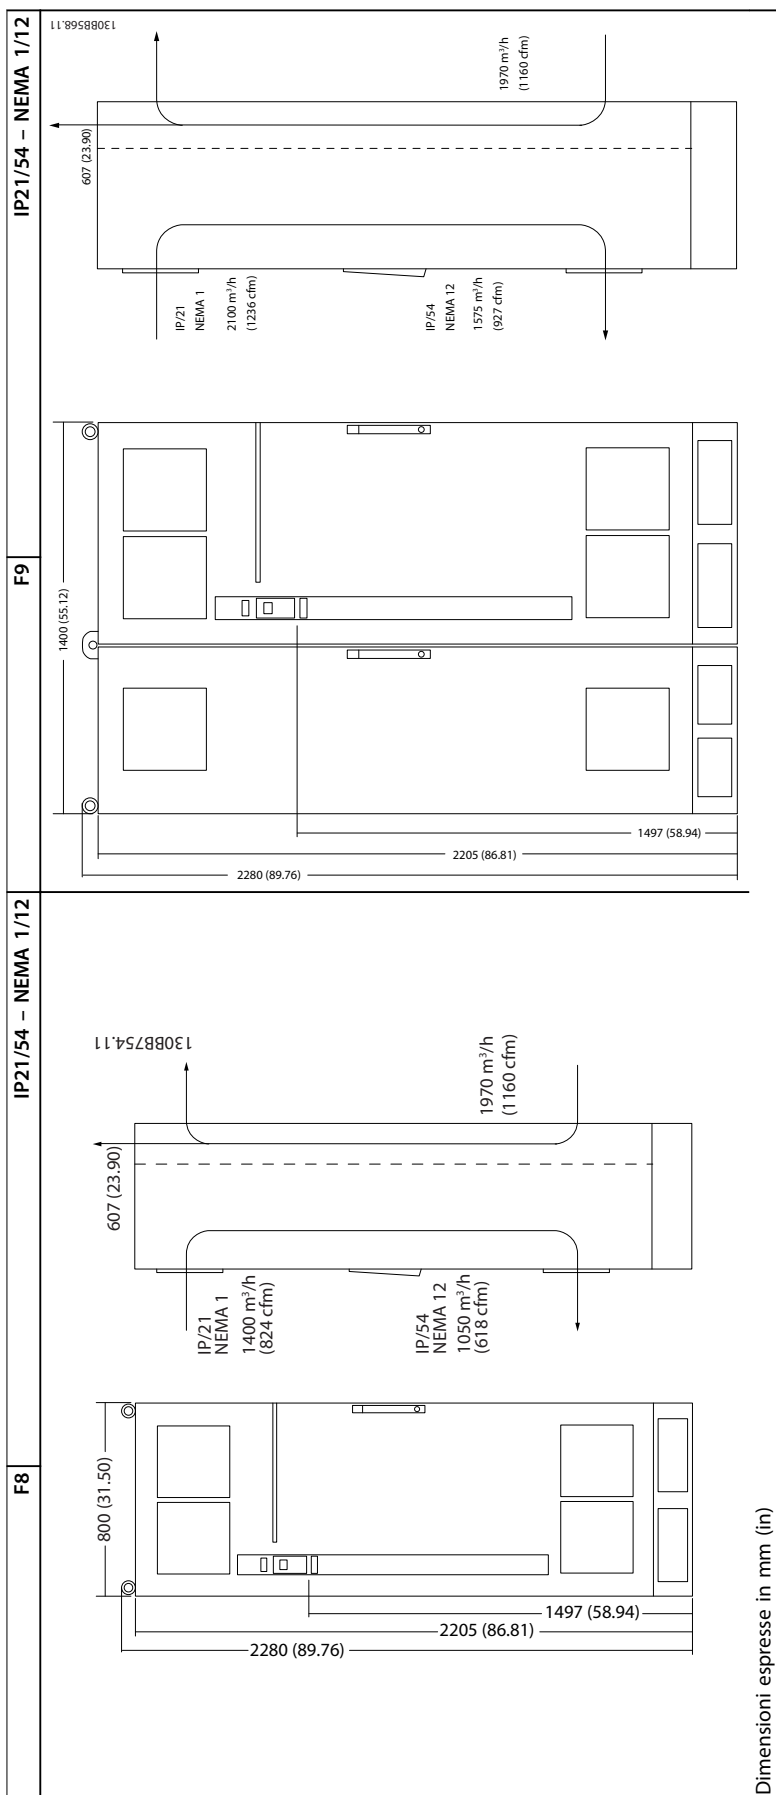 F8
IP21/54 – NEMA 1/12
F9
IP21/54 – NEMA 1/12
800 (31.50)
2280 (89.76)
2205 (86.81)
1497 (58.94)
IP/21
NEMA 1
1400 m³/h
(824 cfm)
IP/54
NEMA 12
1050 m³/h
(618 cfm)
607 (23.90)
1970 m³/h
(1160 cfm)
130BB754.11
1400 (55.12)
2280 (89.76)
2205 (86.81)
1497 (58.94)
IP/21
NEMA 1
2100 m³/h
(1236 cfm)
IP/54
NEMA 12
1575 m³/h
(927 cfm)
607 (23.90)
1970 m³/h
(1160 cfm)
130BB568.11
Dimensioni espresse in mm (in)